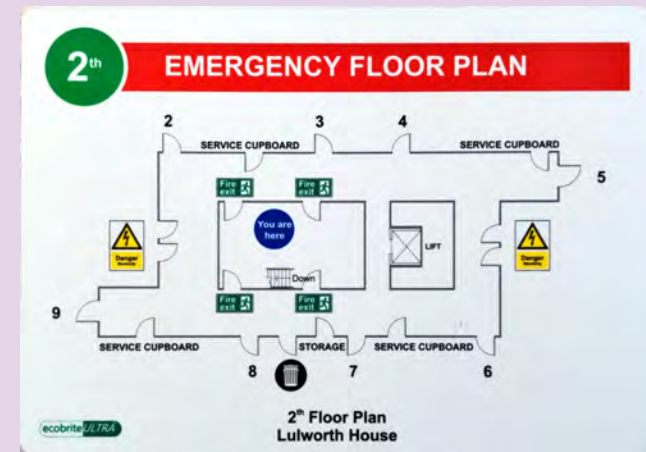 2th
EMERGENCY FLOOR PLAN
2
3
4
SERVICE CUPBOARD
SERVICE CUPBOARD
5
Fire exit
Fire exit
You are
here
Danger
Electricity
LIFT
Danger
Electricity
Down
Fire exit
Fire exit
9
SERVICE CUPBOARD
STORAGE
SERVICE CUPBOARD
8
7
6
2th Floor Plan
Lulworth House
ecobriteULTRA